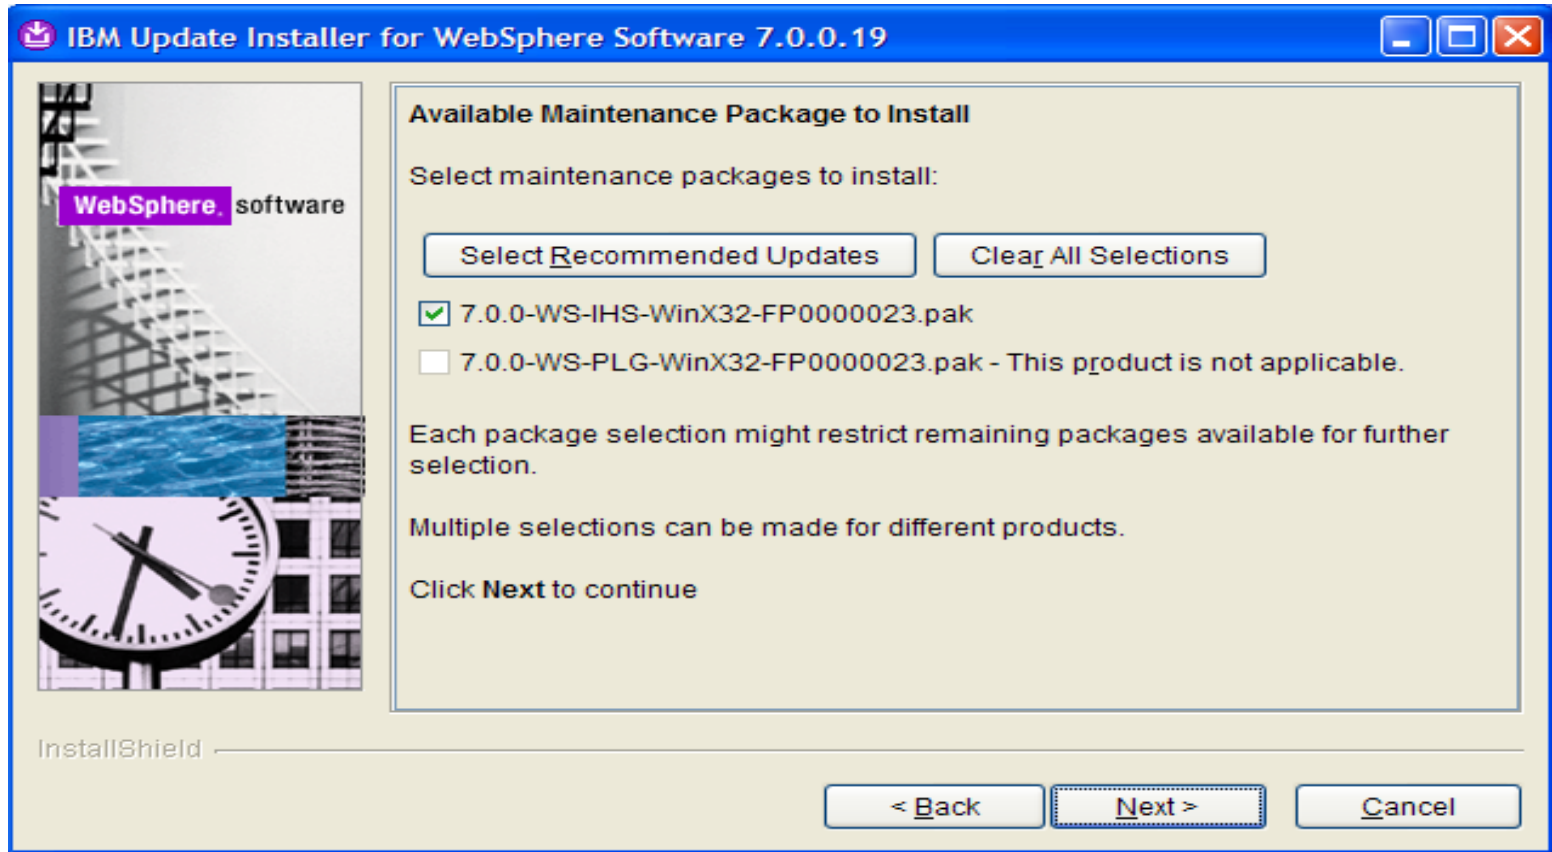 IBM Update Installer for WebSphere Software 7.0.0.19
WebSphere. software
Available Maintenance Package to Install
Select maintenance packages to install:
Select Recommended Updates
Clear All Selections
7.0.0-WS-IHS-WinX32-FP0000023.pak
7.0.0-WS-PLG-WinX32-FP0000023.pak - This product is not applicable.
Each package selection might restrict remaining packages available for further
selection.
Multiple selections can be made for different products.
Click Next to continue
InstallShield
< Back
Next >
Cancel